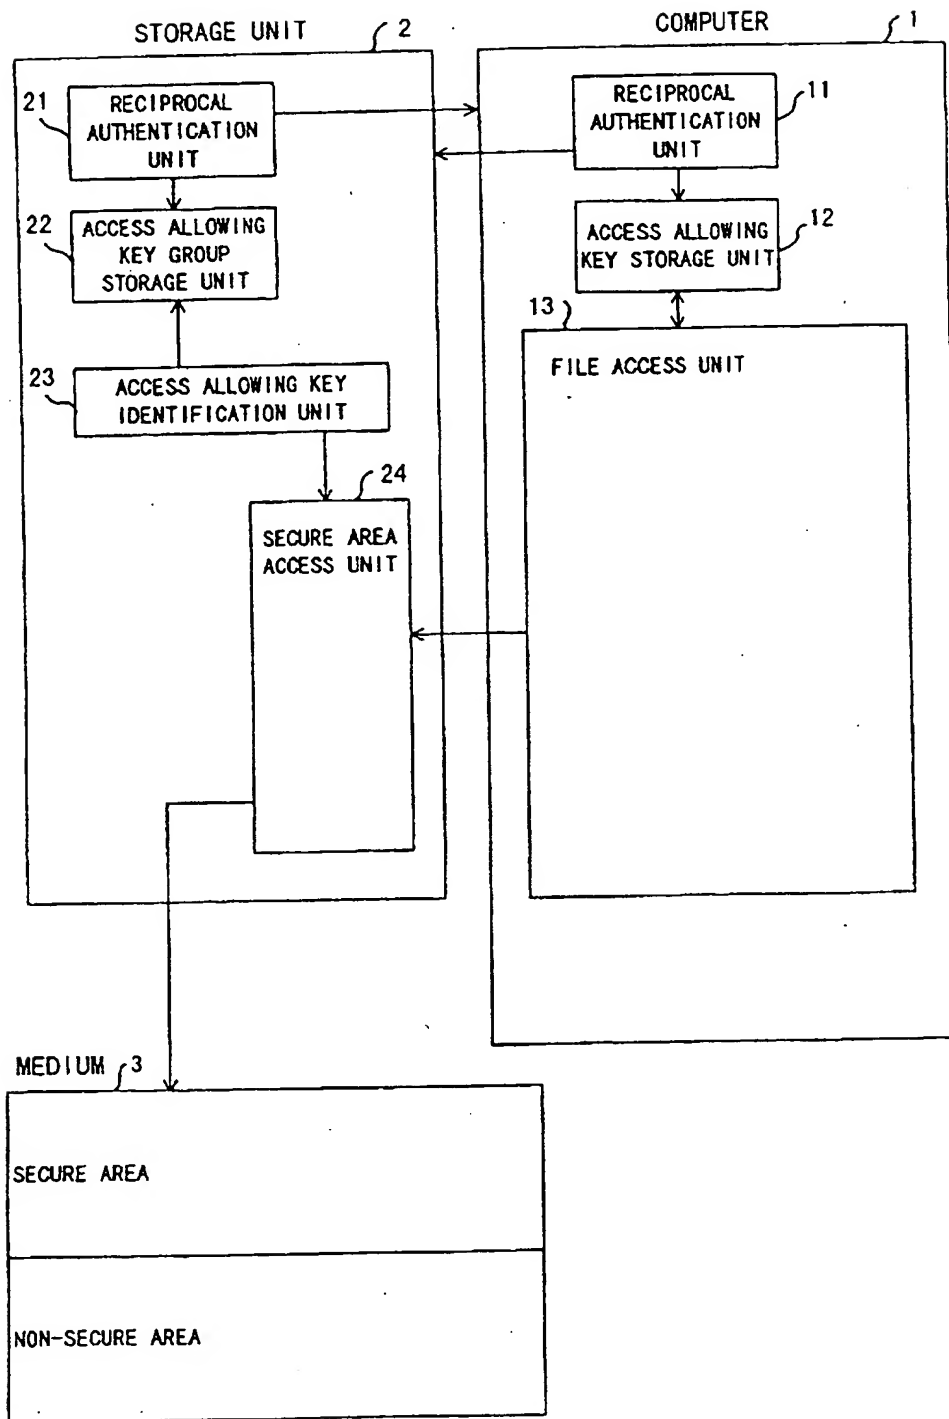 STORAGE UNIT
2
21
RECIPROCAL
AUTHENTICATION
UNIT
22
ACCESS ALLOWING
KEY GROUP
STORAGE UNIT
23
ACCESS ALLOWING KEY
IDENTIFICATION UNIT
24
SECURE AREA
ACCESS UNIT
COMPUTER
1
RECIPROCAL
AUTHENTICATION
UNIT
11
ACCESS ALLOWING
KEY STORAGE UNIT
12
13
FILE ACCESS UNIT
MEDIUM
3
SECURE AREA
NON-SECURE AREA